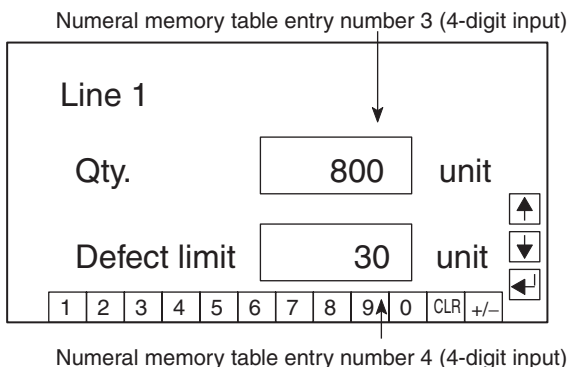 Numeral memory table entry number 3 (4-digit input)
Line 1
Qty. 800 unit
Defect limit 30 unit
1 2 3 4 5 6 7 8 9 0 CLR +/−
Numeral memory table entry number 4 (4-digit input)